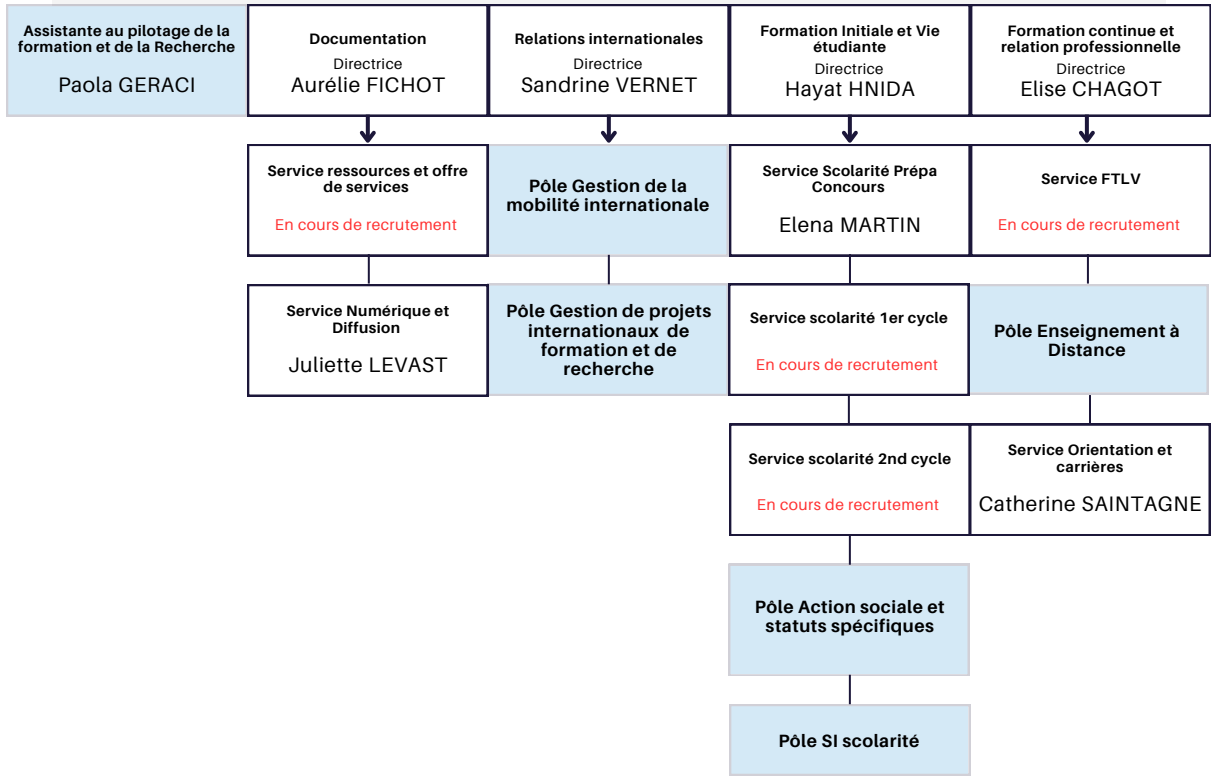 Assistante au pilotage de la
formation et de la Recherche
Paola GERACI
Documentation
Directrice
Aurélie FICHOT
Relations internationales
Directrice
Sandrine VERNET
Formation Initiale et Vie
étudiante
Directrice
Hayat HNIDA
Formation continue et
relation professionnelle
Directrice
Elise CHAGOT
Service ressources et offre
de services
En cours de recrutement
Pôle Gestion de la
mobilité internationale
Service Scolarité Prépa
Concours
Elena MARTIN
Service FTLV
En cours de recrutement
Service Numérique et
Diffusion
Juliette LEVAST
Pôle Gestion de projets
internationaux de
formation et de
recherche
Service scolarité 1er cycle
En cours de recrutement
Pôle Enseignement à
Distance
Service scolarité 2nd cycle
En cours de recrutement
Service Orientation et
carrières
Catherine SAINTAGNE
Pôle Action sociale et
statuts spécifiques
Pôle SI scolarité